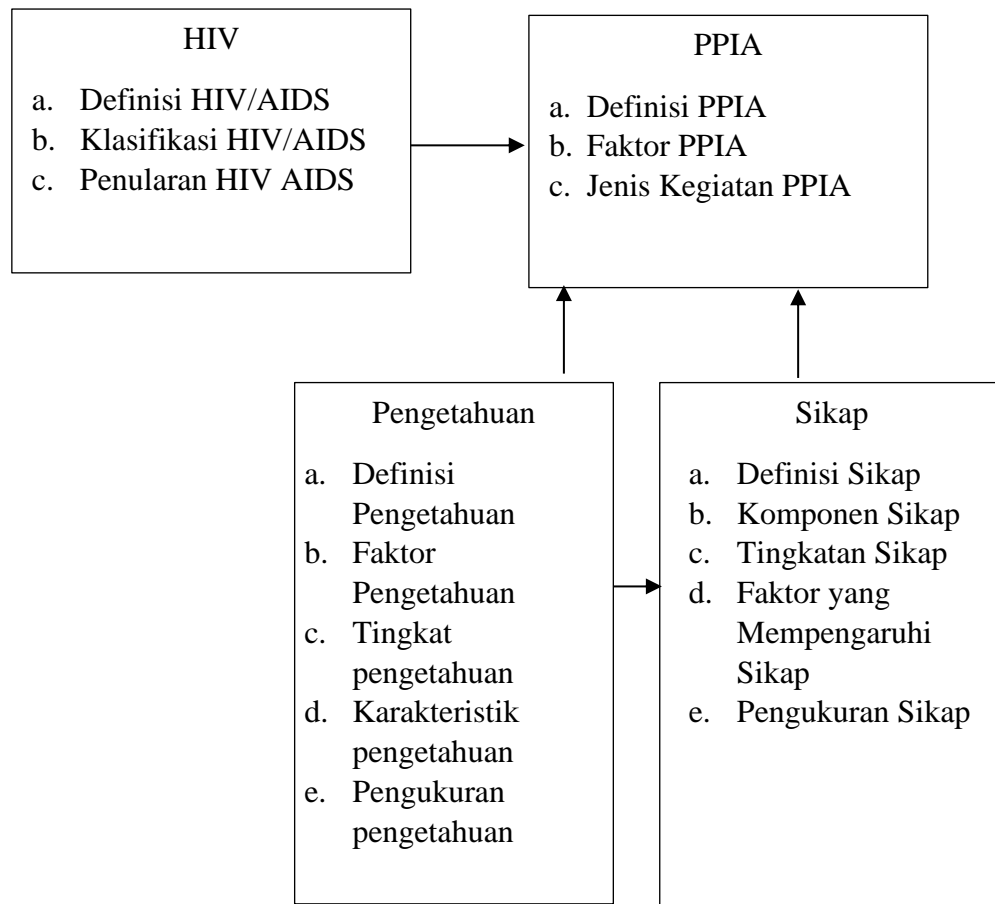 HIV
a. Definisi HIV/AIDS
b. Klasifikasi HIV/AIDS
c. Penularan HIV AIDS
PPIA
a. Definisi PPIA
b. Faktor PPIA
c. Jenis Kegiatan PPIA
Pengetahuan
a. Definisi
Pengetahuan
b. Faktor
Pengetahuan
c. Tingkat
pengetahuan
d. Karakteristik
pengetahuan
e. Pengukuran
pengetahuan
Sikap
a. Definisi Sikap
b. Komponen Sikap
c. Tingkatan Sikap
d. Faktor yang
Mempengaruhi
Sikap
e. Pengukuran Sikap